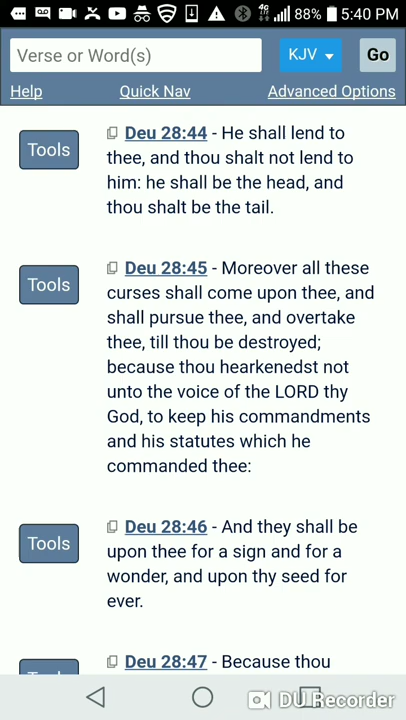 4G
88% 5:40 PM
Verse or Word(s)
KJV
Go
Help
Quick Nav
Advanced Options
Tools
Deu 28:44 - He shall lend to
thee, and thou shalt not lend to
him: he shall be the head, and
thou shalt be the tail.
Tools
Deu 28:45 - Moreover all these
curses shall come upon thee, and
shall pursue thee, and overtake
thee, till thou be destroyed;
because thou hearkenedst not
unto the voice of the LORD thy
God, to keep his commandments
and his statutes which he
commanded thee:
Tools
Deu 28:46 - And they shall be
upon thee for a sign and for a
wonder, and upon thy seed for
ever.
Tools
Deu 28:47 - Because thou
DU Recorder